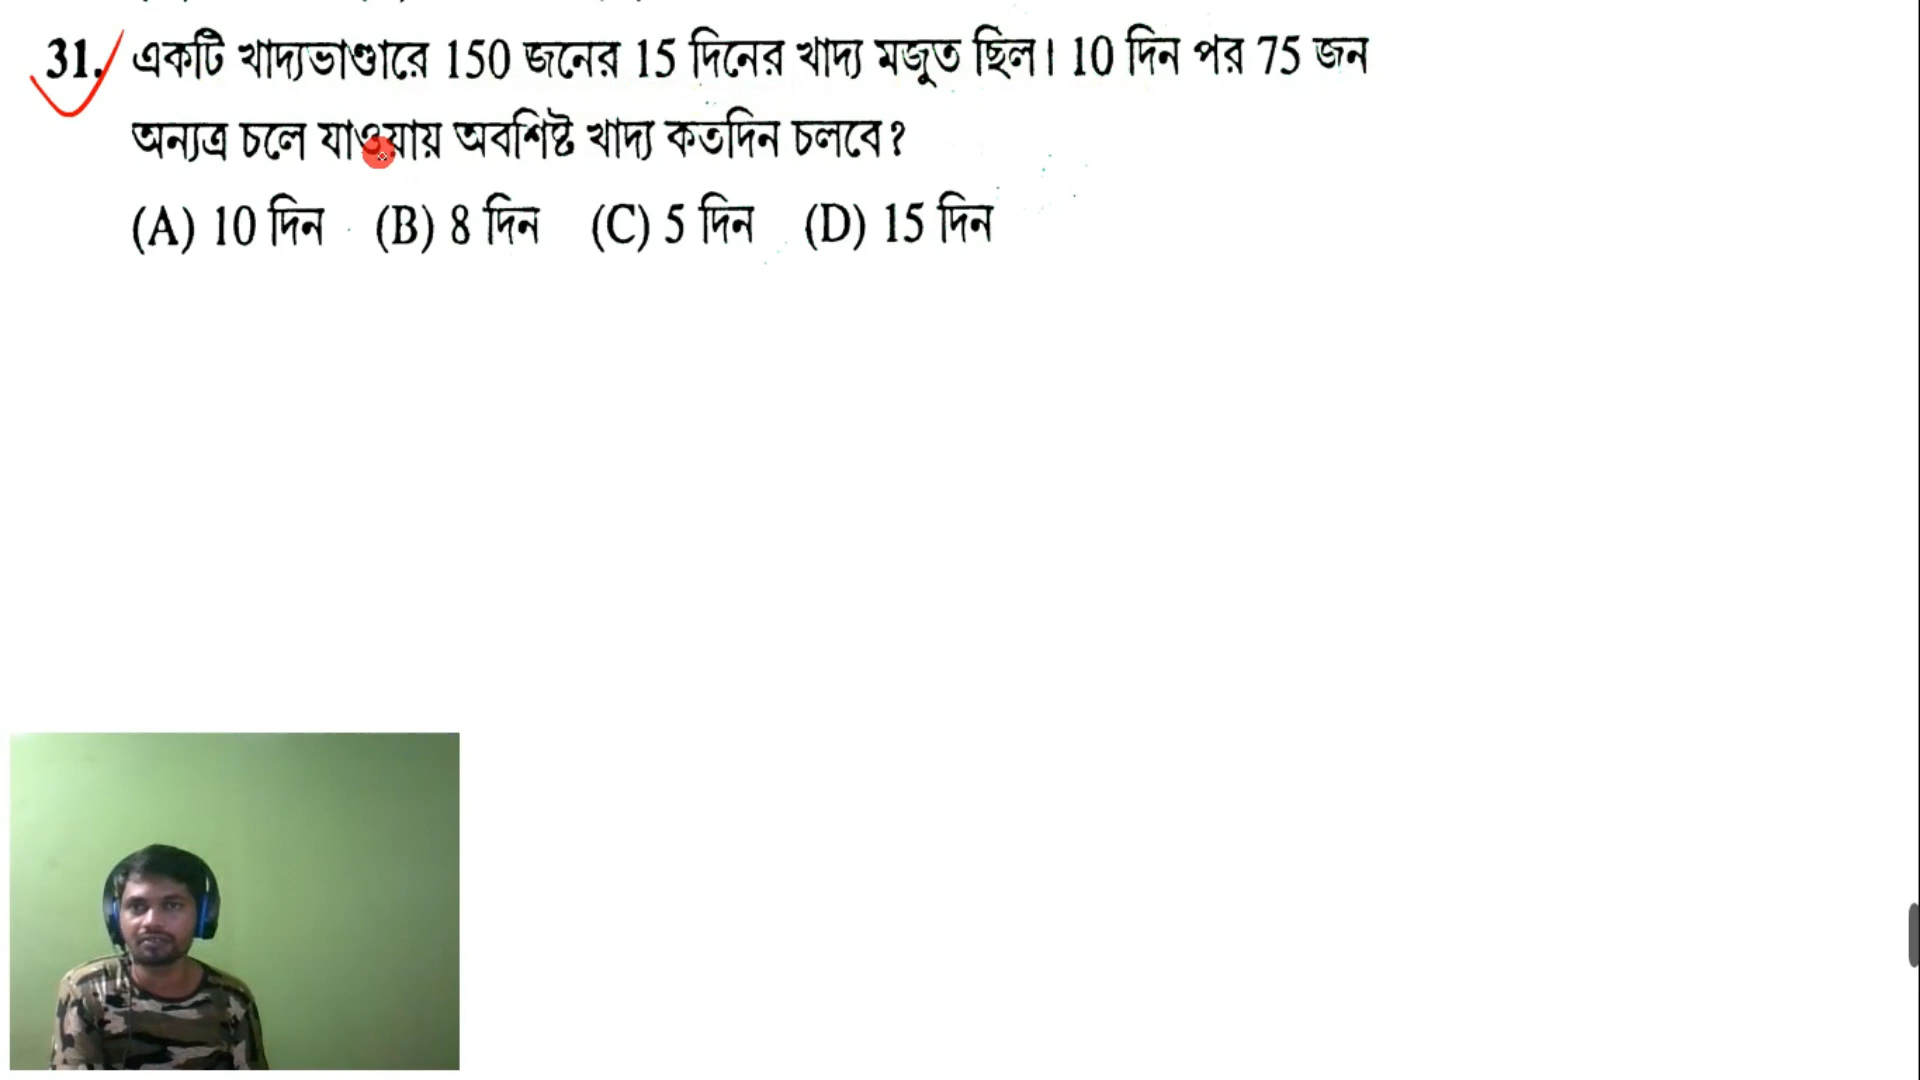 31. একটি খাদ্যভাণ্ডারে 150 জনের 15 দিনের খাদ্য মজুত ছিল। 10 দিন পর 75 জন
অন্যত্র চলে যাওয়ায় অবশিষ্ট খাদ্য কতদিন চলবে?
(A) 10 দিন (B) 8 দিন (C) 5 দিন (D) 15 দিন